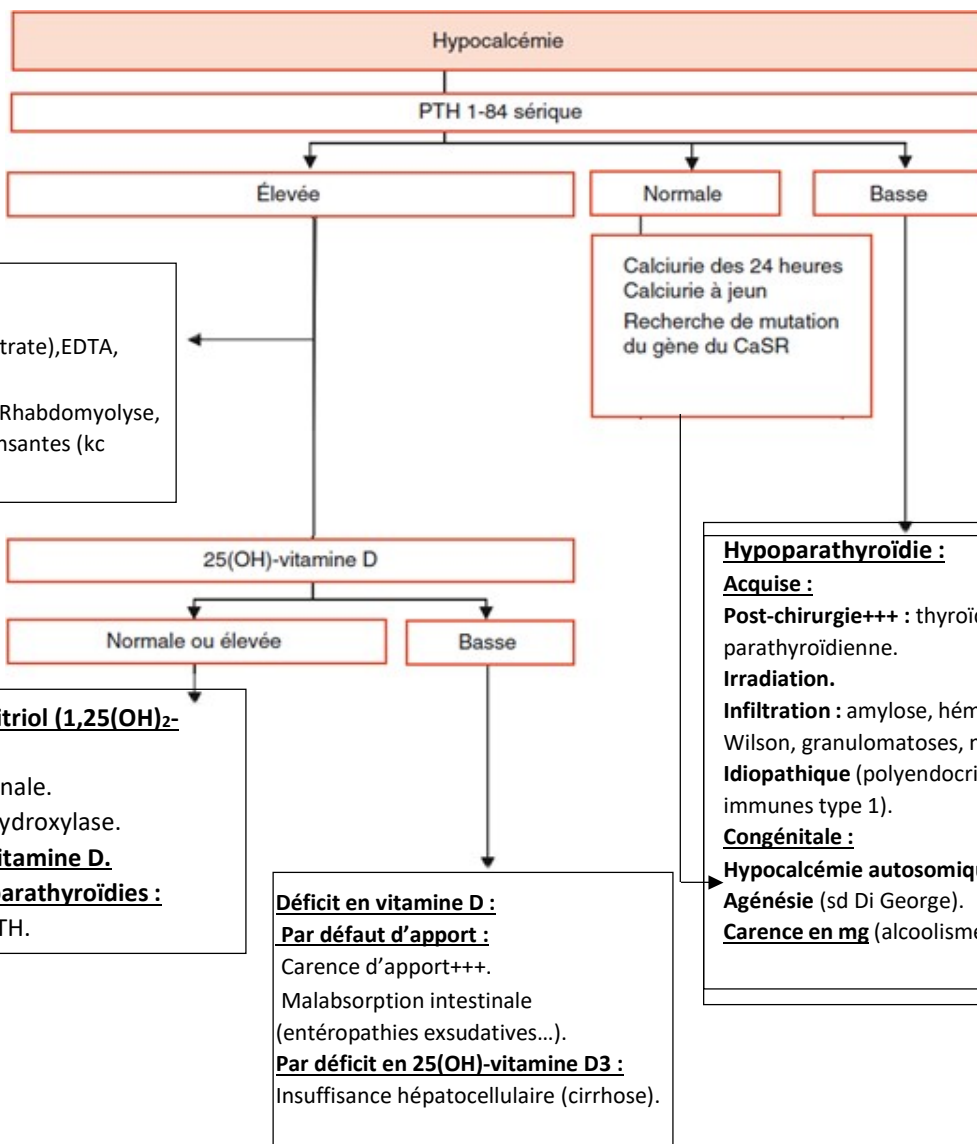 Hypocalcémie
PTH 1-84 sérique
Élevée
Normale
Basse
Calciurie des 24 heures
Calciurie à jeun
Recherche de mutation
du gène du CaSR
trate),EDTA,
Rhabdomyolyse,
nsantes (kc
25(OH)-vitamine D
Normale ou élevée
Basse
itriol (1,25(OH)₂-
nale.
ydroxylase.
itamine D.
parathyroïdies :
TH.
Déficit en vitamine D :
Par défaut d’apport :
Carence d’apport+++.
Malabsorption intestinale
(entéropathies exsudatives…).
Par déficit en 25(OH)-vitamine D3 :
Insuffisance hépatocellulaire (cirrhose).
Hypoparathyroïdie :
Acquise :
Post-chirurgie+++ : thyroïd
parathyroïdienne.
Irradiation.
Infiltration : amylose, hém
Wilson, granulomatoses, m
Idiopathique (polyendocri
immunes type 1).
Congénitale :
Hypocalcémie autosomiqu
Agénésie (sd Di George).
Carence en mg (alcoolisme